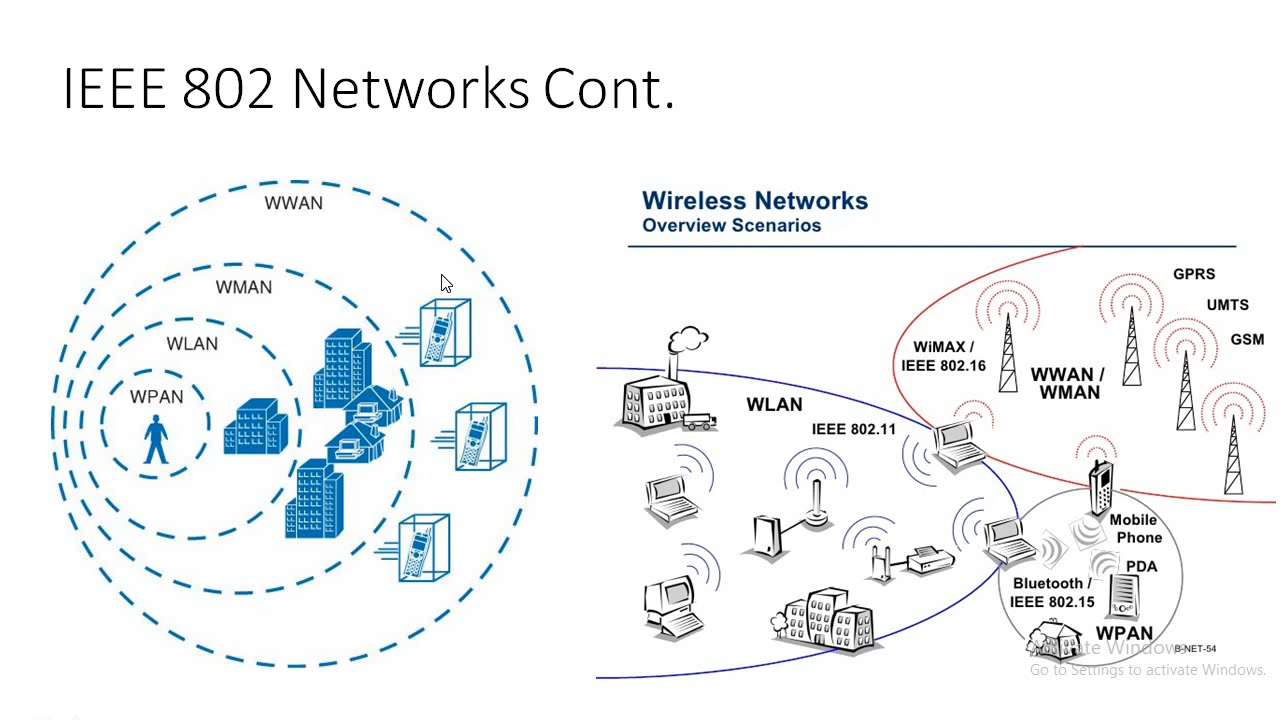 IEEE 802 Networks Cont.
WWAN
WMAN
WLAN
WPAN
Wireless Networks
Overview Scenarios
GPRS
UMTS
GSM
WiMAX /
IEEE 802.16
WWAN /
WMAN
WLAN
IEEE 802.11
Mobile
Phone
PDA
Bluetooth /
IEEE 802.15
WPAN
B-NET-54
Activate Windows
Go to Settings to activate Windows.